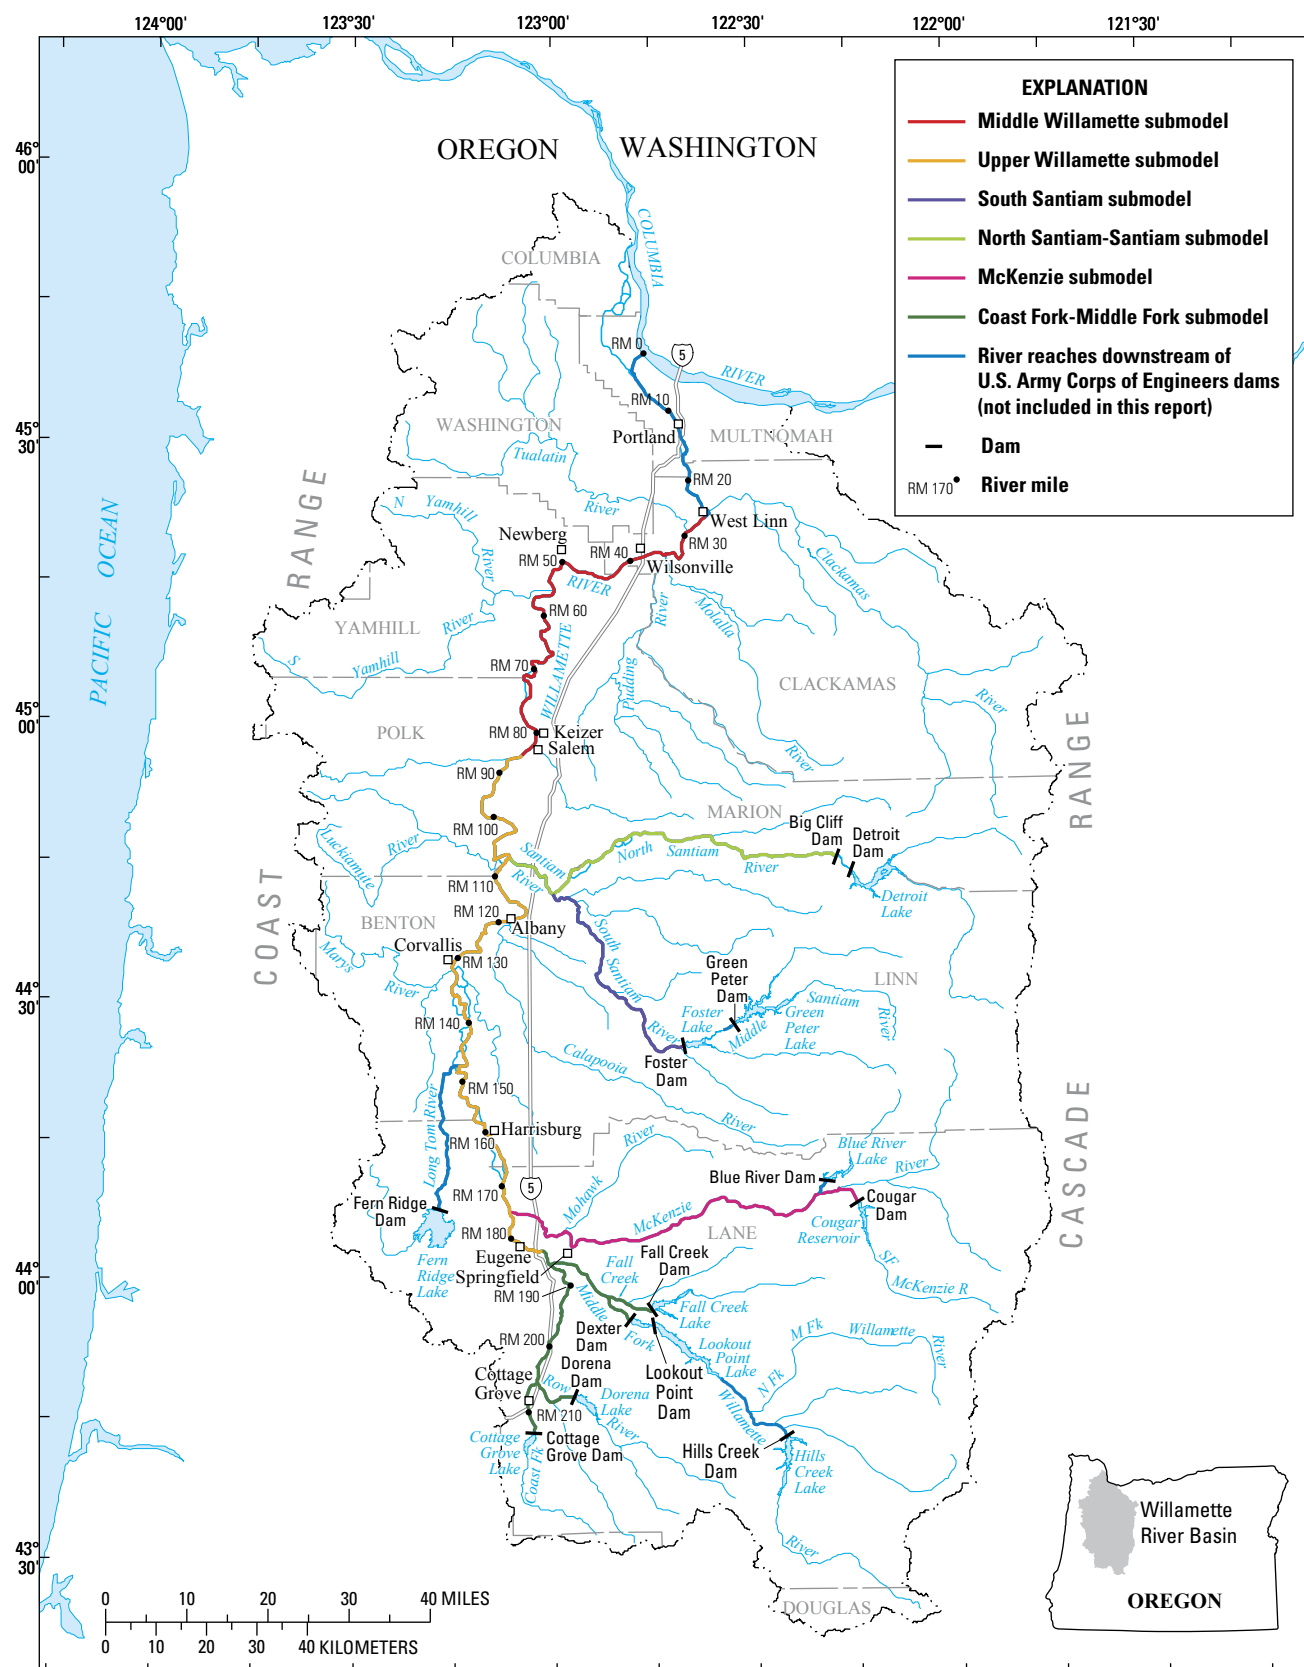 124°00'
123°30'
123°00'
122°30'
122°00'
121°30'
46°
00'
45°
30'
45°
00'
44°
30'
44°
00'
43°
30'
EXPLANATION
Middle Willamette submodel
Upper Willamette submodel
South Santiam submodel
North Santiam-Santiam submodel
McKenzie submodel
Coast Fork-Middle Fork submodel
River reaches downstream of
U.S. Army Corps of Engineers dams
(not included in this report)
Dam
RM 170
River mile
OREGON
WASHINGTON
COLUMBIA
COLUMBIA
RIVER
RM 0
5
RM 10
Portland
WASHINGTON
MULTNOMAH
Tualatin
River
RM 20
West Linn
N Yamhill
River
Newberg
RM 30
RM 40
RM 50
Wilsonville
RIVER
Clackamas
River
RANGE
PACIFIC OCEAN
RM 60
River
Molalla
River
YAMHILL
River
S Yamhill
WILLAMETTE
RM 70
Pudding
CLACKAMAS
POLK
RM 80
Keizer
Salem
RANGE
RM 90
MARION
RM 100
Big Cliff
Dam
Detroit
Dam
Luckiamute
River
Santiam
River
North Santiam
River
Detroit
Lake
COAST
RM 110
RM 120
BENTON
Albany
Corvallis
Marys
River
RM 130
South
Santiam
River
Green
Peter
Dam
LINN
Santiam
River
Foster
Lake
Middle
Green
Peter
Lake
RM 140
Foster
Dam
Calapooia
River
RM 150
Long Tom River
Harrisburg
RM 160
River
Mohawk
Blue River
Lake
River
Blue River Dam
CASCADE
RM 170
5
Fern Ridge
Dam
McKenzie
LANE
Cougar
Dam
Cougar
Reservoir
RM 180
Eugene
Springfield
Fern
Ridge
Lake
Fall
Creek
Fall Creek
Dam
SF
McKenzie R
RM 190
Middle
Fork
Fall Creek
Lake
Dexter
Dam
RM 200
Lookout
Point
Lake
Lookout
Point
Dam
M Fk Willamette
River
N Fk
Cottage
Grove
Dorena
Dam
Row
River
Dorena
Lake
Willamette
RM 210
Cottage
Grove
Lake
Cottage
Grove Dam
Coast Fk
Hills Creek
Dam
Hills
Creek
Lake
River
DOUGLAS
Willamette
River Basin
OREGON
0 10 20 30 40 MILES
0 10 20 30 40 KILOMETERS